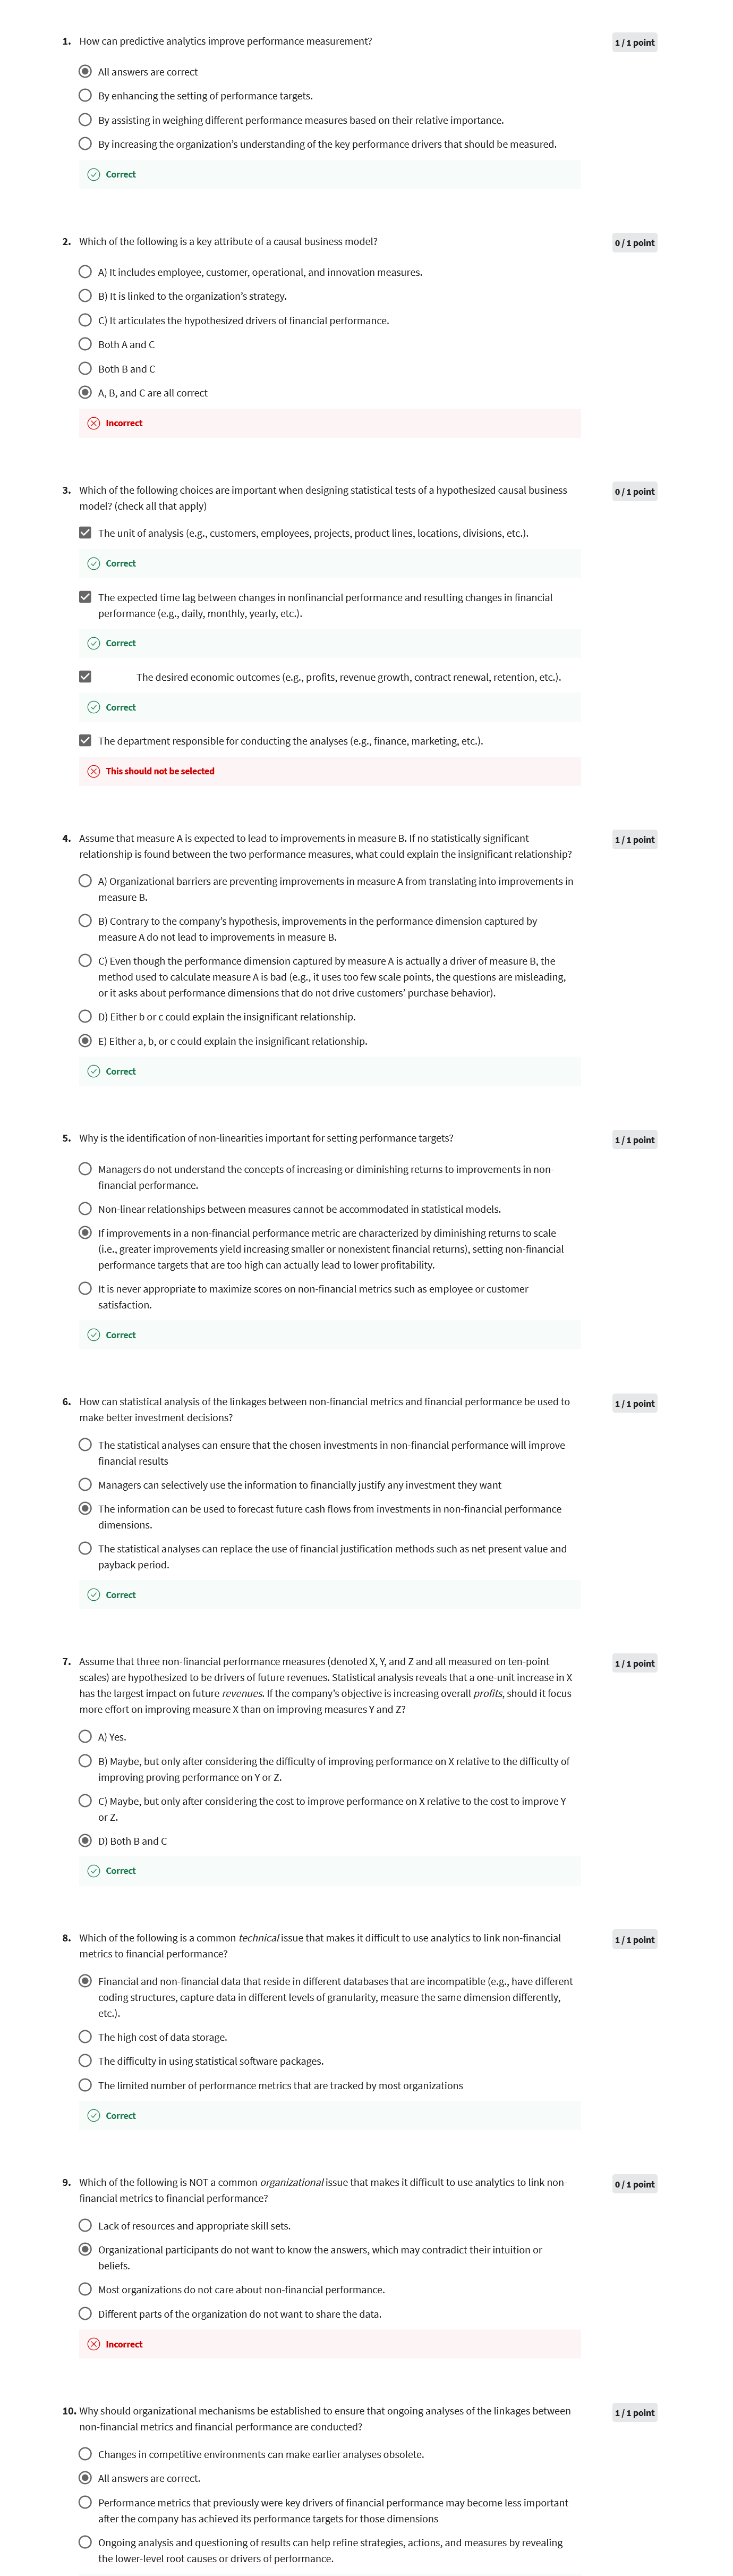 1. How can predictive analytics improve performance measurement?
1 / 1 point
All answers are correct
By enhancing the setting of performance targets.
By assisting in weighing different performance measures based on their relative importance.
By increasing the organization's understanding of the key performance drivers that should be measured.
Correct
2. Which of the following is a key attribute of a causal business model?
0 / 1 point
A) It includes employee, customer, operational, and innovation measures.
B) It is linked to the organization's strategy.
C) It articulates the hypothesized drivers of financial performance.
Both A and C
Both B and C
A, B, and C are all correct
Incorrect
3. Which of the following choices are important when designing statistical tests of a hypothesized causal business
model? (check all that apply)
0 / 1 point
The unit of analysis (e.g., customers, employees, projects, product lines, locations, divisions, etc.).
Correct
The expected time lag between changes in nonfinancial performance and resulting changes in financial
performance (e.g., daily, monthly, yearly, etc.).
Correct
The desired economic outcomes (e.g., profits, revenue growth, contract renewal, retention, etc.).
Correct
The department responsible for conducting the analyses (e.g., finance, marketing, etc.).
This should not be selected
4. Assume that measure A is expected to lead to improvements in measure B. If no statistically significant
relationship is found between the two performance measures, what could explain the insignificant relationship?
1 / 1 point
A) Organizational barriers are preventing improvements in measure A from translating into improvements in
measure B.
B) Contrary to the company's hypothesis, improvements in the performance dimension captured by
measure A do not lead to improvements in measure B.
C) Even though the performance dimension captured by measure A is actually a driver of measure B, the
method used to calculate measure A is bad (e.g., it uses too few scale points, the questions are misleading,
or it asks about performance dimensions that do not drive customers' purchase behavior).
D) Either b or c could explain the insignificant relationship.
E) Either a, b, or c could explain the insignificant relationship.
Correct
5. Why is the identification of non-linearities important for setting performance targets?
1 / 1 point
Managers do not understand the concepts of increasing or diminishing returns to improvements in non-
financial performance.
Non-linear relationships between measures cannot be accommodated in statistical models.
If improvements in a non-financial performance metric are characterized by diminishing returns to scale
(i.e., greater improvements yield increasing smaller or nonexistent financial returns), setting non-financial
performance targets that are too high can actually lead to lower profitability.
It is never appropriate to maximize scores on non-financial metrics such as employee or customer
satisfaction.
Correct
6. How can statistical analysis of the linkages between non-financial metrics and financial performance be used to
make better investment decisions?
1 / 1 point
The statistical analyses can ensure that the chosen investments in non-financial performance will improve
financial results
Managers can selectively use the information to financially justify any investment they want
The information can be used to forecast future cash flows from investments in non-financial performance
dimensions.
The statistical analyses can replace the use of financial justification methods such as net present value and
payback period.
Correct
7. Assume that three non-financial performance measures (denoted X, Y, and Z and all measured on ten-point
scales) are hypothesized to be drivers of future revenues. Statistical analysis reveals that a one-unit increase in X
has the largest impact on future revenues. If the company's objective is increasing overall profits, should it focus
more effort on improving measure X than on improving measures Y and Z?
1 / 1 point
A) Yes.
B) Maybe, but only after considering the difficulty of improving performance on X relative to the difficulty of
improving proving performance on Y or Z.
C) Maybe, but only after considering the cost to improve performance on X relative to the cost to improve Y
or Z.
D) Both B and C
Correct
8. Which of the following is a common technical issue that makes it difficult to use analytics to link non-financial
metrics to financial performance?
1 / 1 point
Financial and non-financial data that reside in different databases that are incompatible (e.g., have different
coding structures, capture data in different levels of granularity, measure the same dimension differently,
etc.).
The high cost of data storage.
The difficulty in using statistical software packages.
The limited number of performance metrics that are tracked by most organizations
Correct
9. Which of the following is NOT a common organizational issue that makes it difficult to use analytics to link non-
financial metrics to financial performance?
0 / 1 point
Lack of resources and appropriate skill sets.
Organizational participants do not want to know the answers, which may contradict their intuition or
beliefs.
Most organizations do not care about non-financial performance.
Different parts of the organization do not want to share the data.
Incorrect
10. Why should organizational mechanisms be established to ensure that ongoing analyses of the linkages between
non-financial metrics and financial performance are conducted?
1 / 1 point
Changes in competitive environments can make earlier analyses obsolete.
All answers are correct.
Performance metrics that previously were key drivers of financial performance may become less important
after the company has achieved its performance targets for those dimensions
Ongoing analysis and questioning of results can help refine strategies, actions, and measures by revealing
the lower-level root causes or drivers of performance.